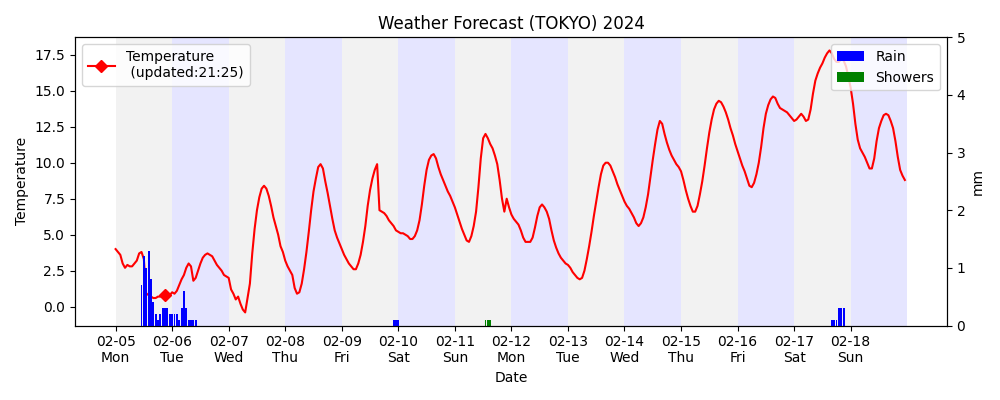 Weather Forecast (TOKYO) 2024
Temperature
(updated:21:25)
Rain
Showers
Temperature
17.5
15.0
12.5
10.0
7.5
5.0
2.5
0.0
5
4
3
2
1
0
mm
02-05 02-06 02-07 02-08 02-09 02-10 02-11 02-12 02-13 02-14 02-15 02-16 02-17 02-18
Mon Tue Wed Thu Fri Sat Sun Mon Tue Wed Thu Fri Sat Sun
Date